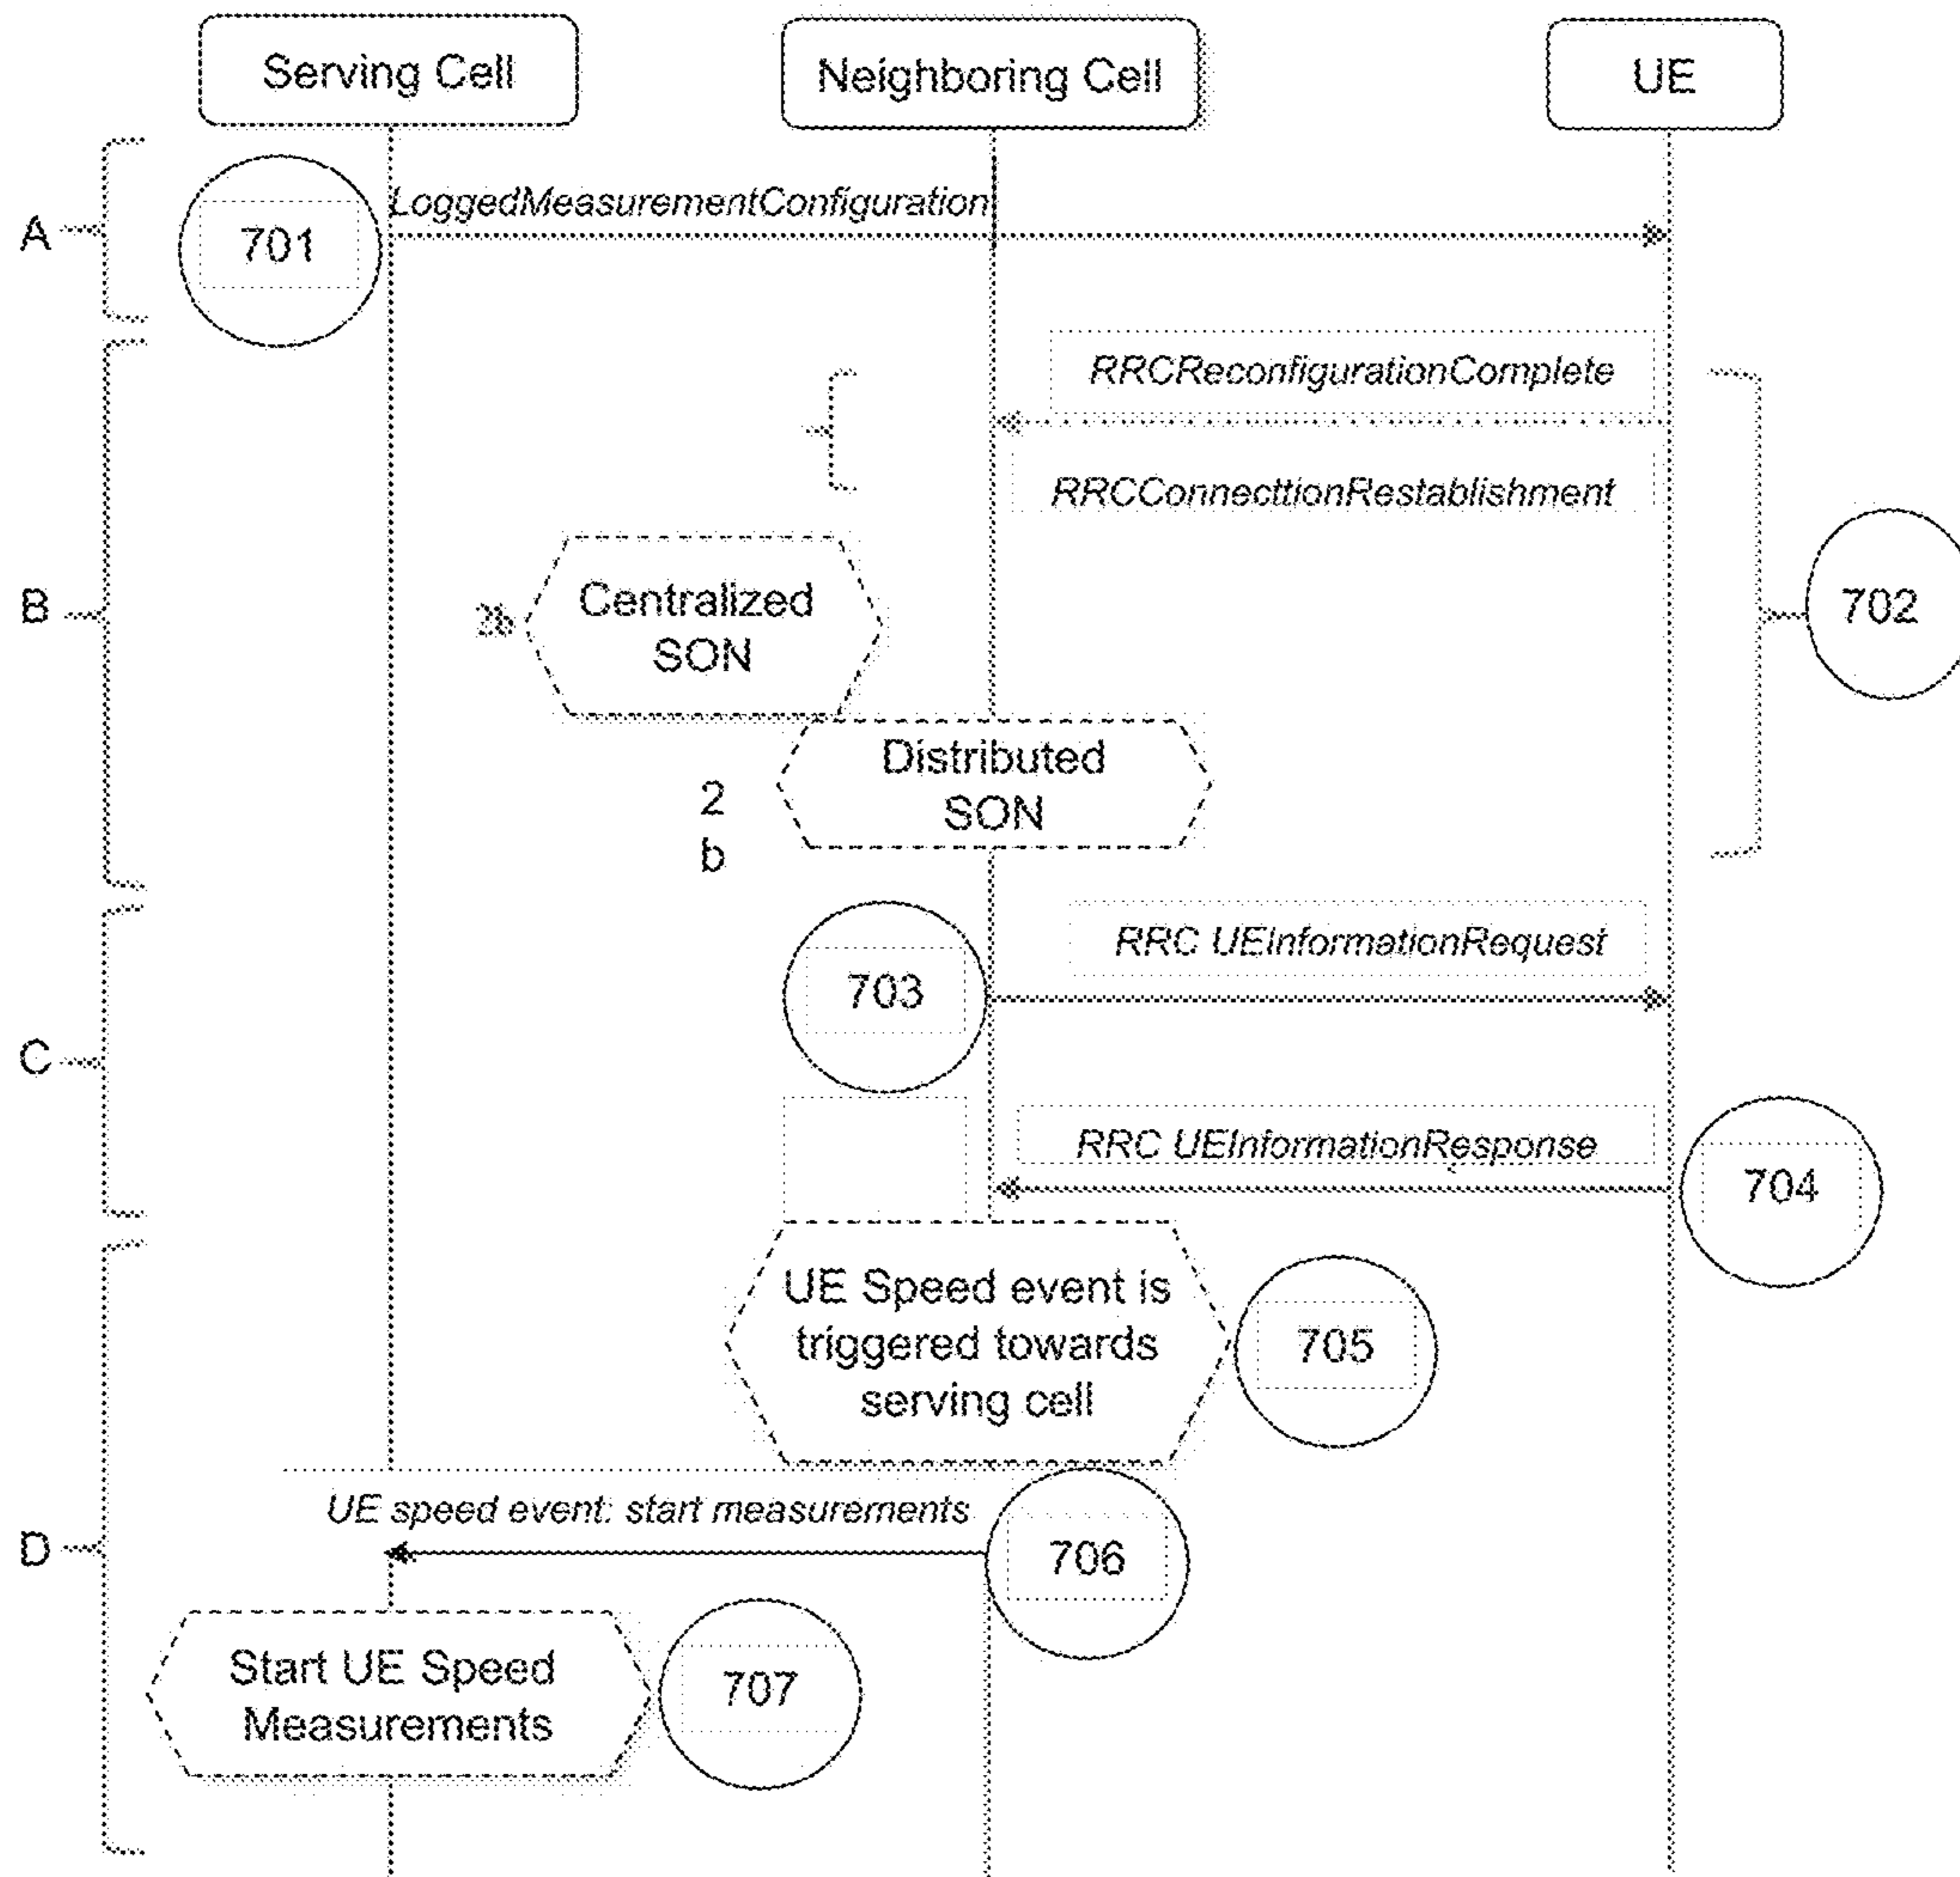 Serving Cell
Neighboring Cell
UE
A
701
LoggedMeasurementConfiguration
RRCReconfigurationComplete
RRCConnecttionRestablishment
B
Centralized
SON
702
2b
Distributed
SON
2
b
RRC UEInformationRequest
703
C
RRC UEInformationResponse
704
UE Speed event is
triggered towards
serving cell
705
UE speed event: start measurements
706
D
Start UE Speed
Measurements
707